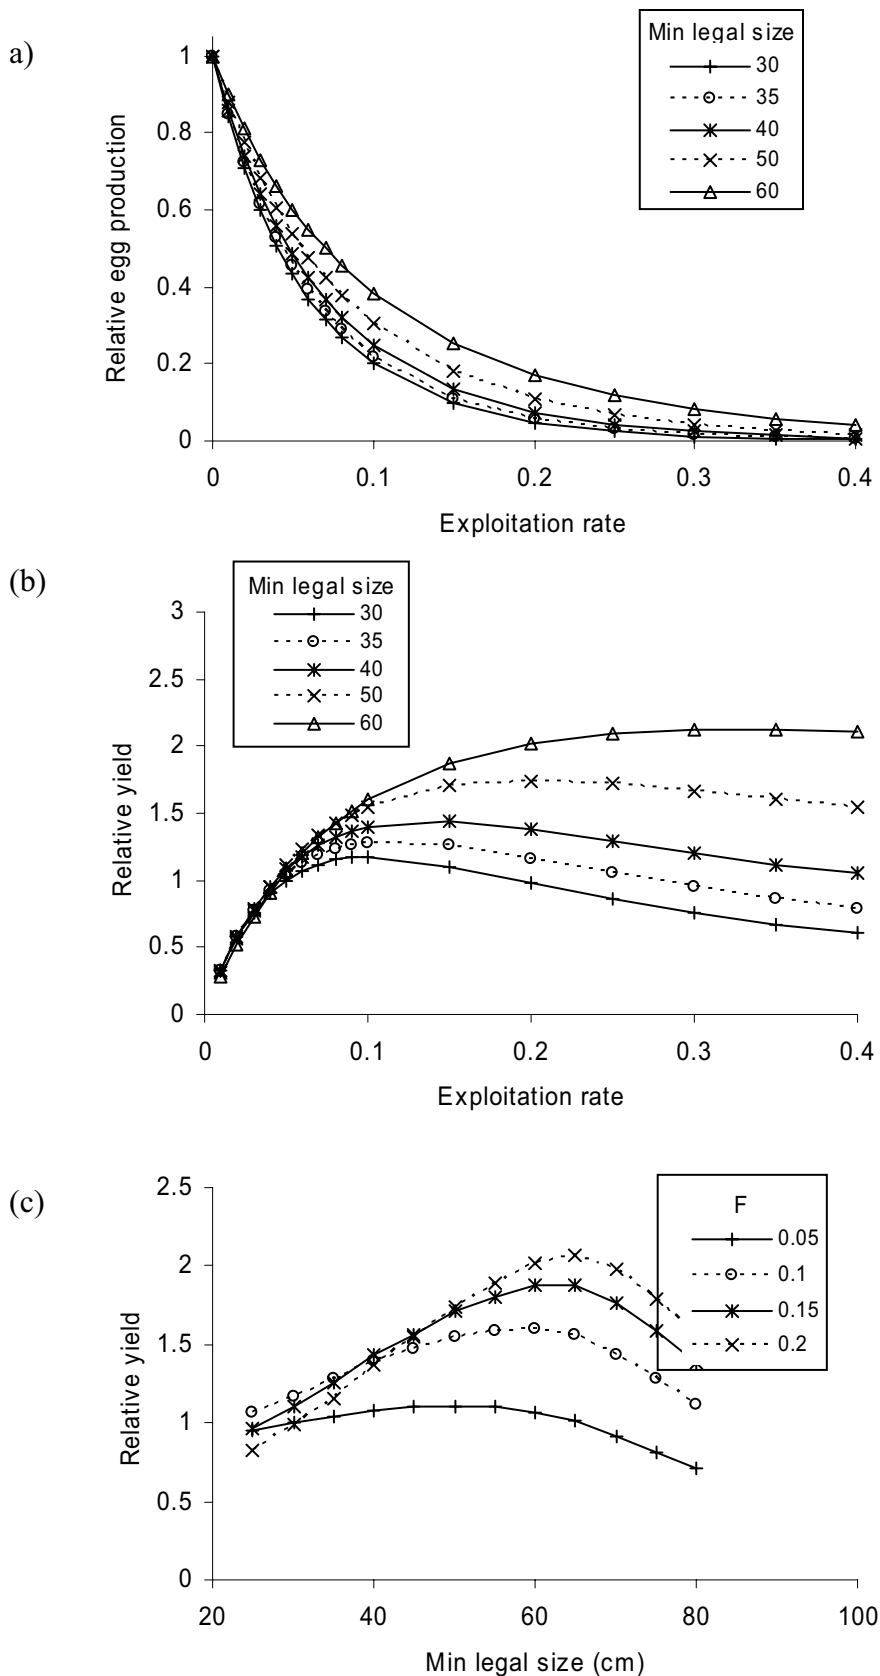 a)
Min legal size
30
35
40
50
60
Relative egg production
1
0.8
0.6
0.4
0.2
0
0 0.1 0.2 0.3 0.4
Exploitation rate
(b)
Min legal size
30
35
40
50
60
Relative yield
3
2.5
2
1.5
1
0.5
0
0 0.1 0.2 0.3 0.4
Exploitation rate
(c)
F
0.05
0.1
0.15
0.2
Relative yield
2.5
2
1.5
1
0.5
0
20 40 60 80 100
Min legal size (cm)